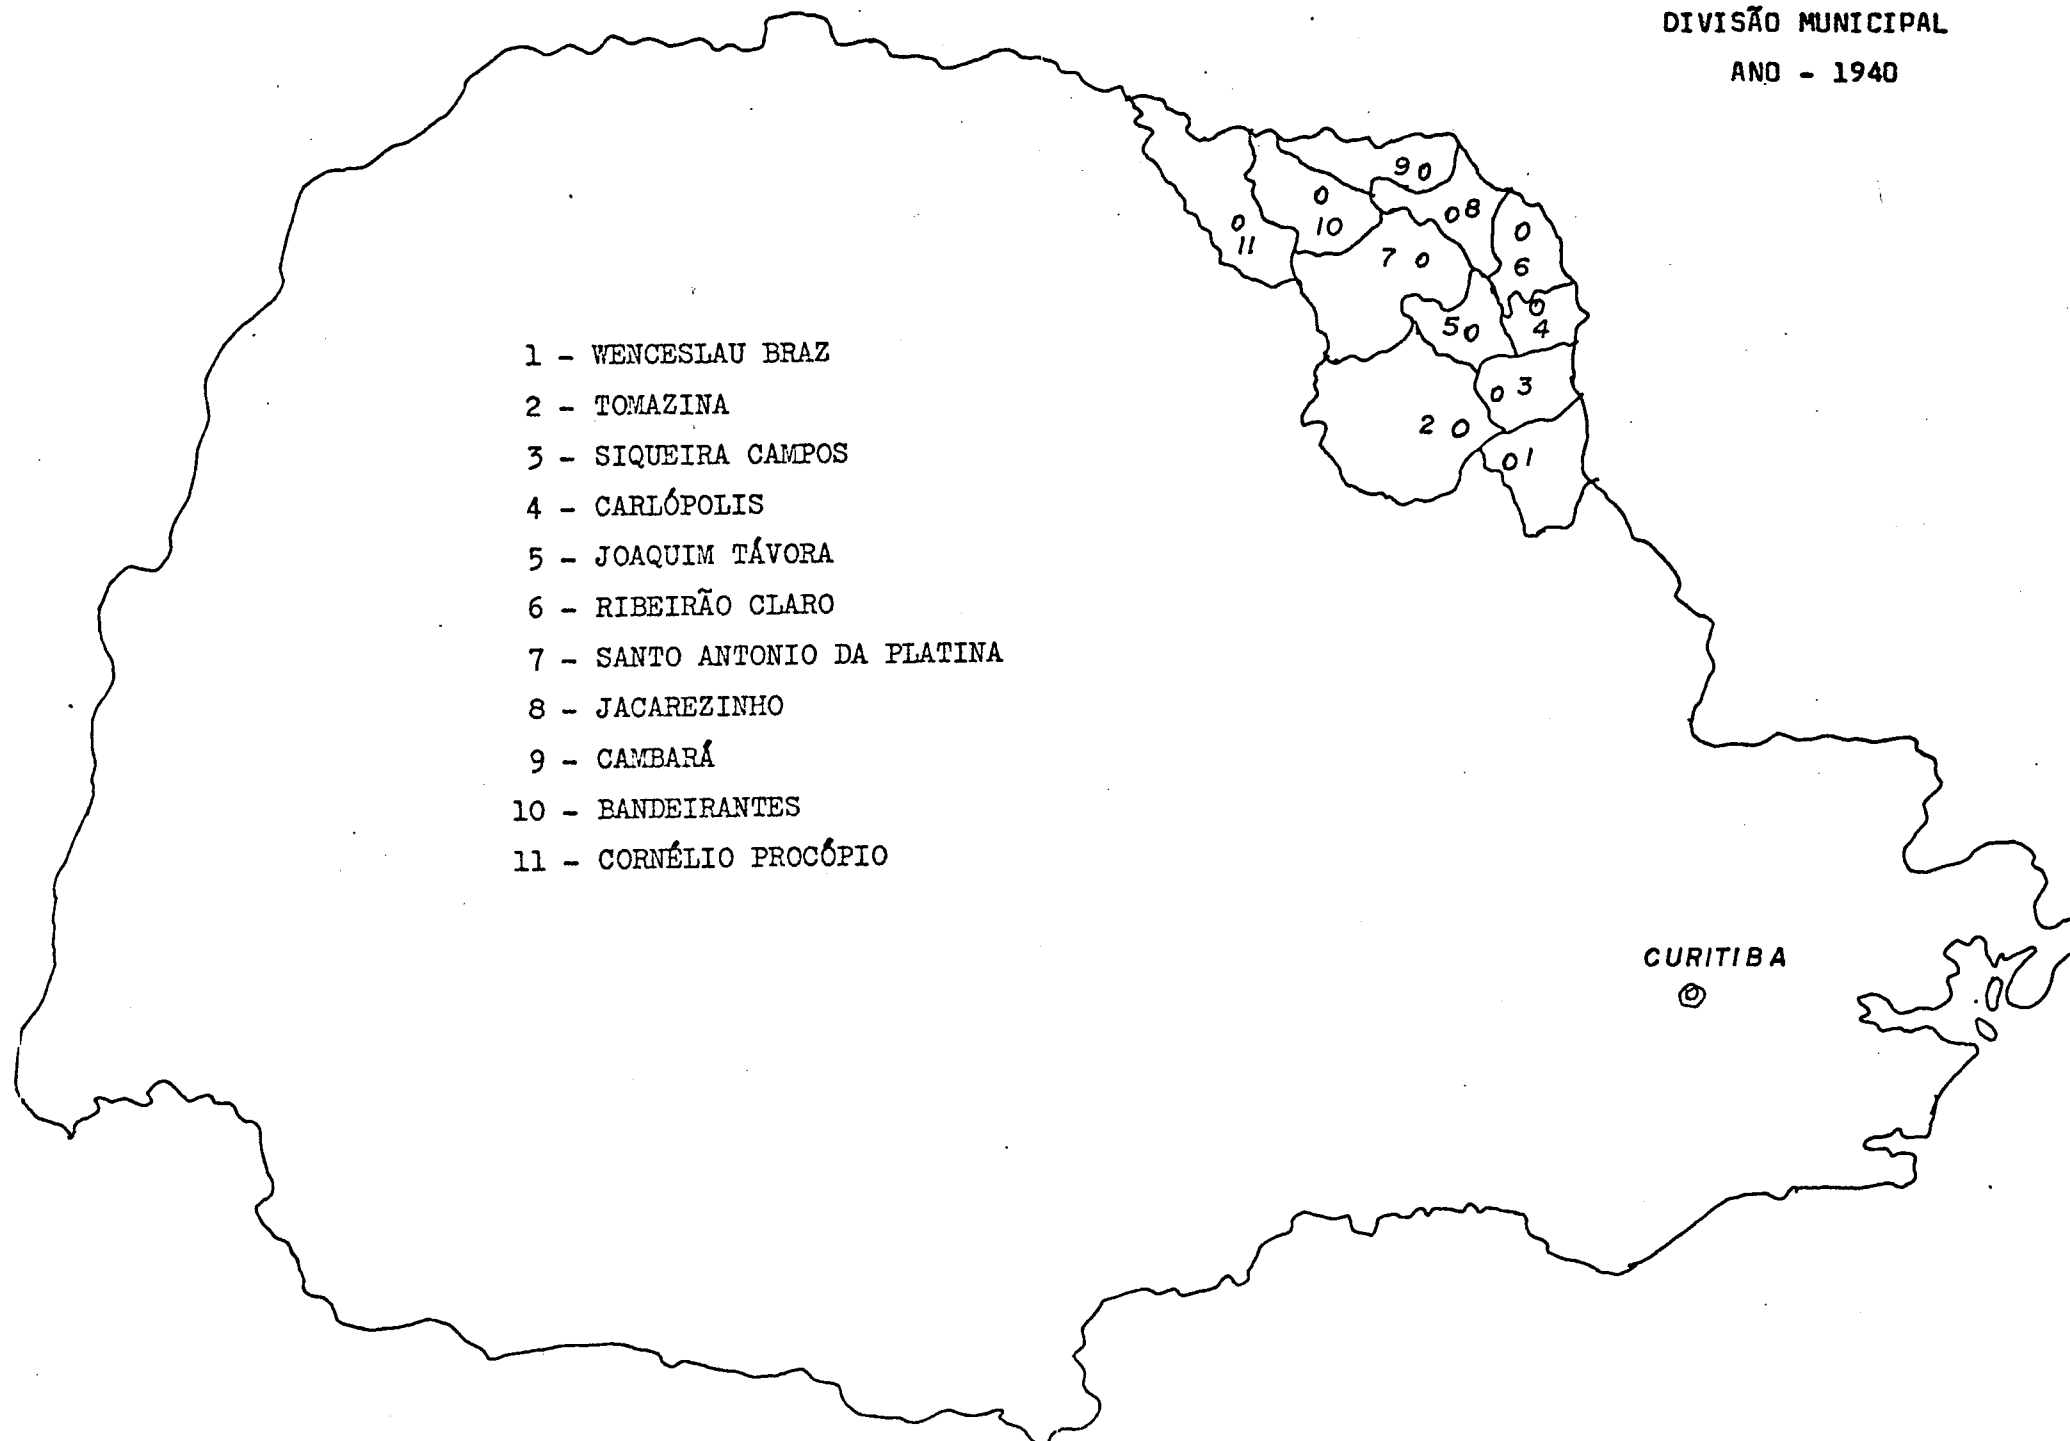 DIVISÃO MUNICIPAL
ANO - 1940
9
8
10
11
6
7
5
4
3
2
1
1 - WENCESLAU BRAZ
2 - TOMAZINA
3 - SIQUEIRA CAMPOS
4 - CARLÓPOLIS
5 - JOAQUIM TÁVORA
6 - RIBEIRÃO CLARO
7 - SANTO ANTONIO DA PLATINA
8 - JACAREZINHO
9 - CAMBARÁ
10 - BANDEIRANTES
11 - CORNÉLIO PROCÓPIO
CURITIBA